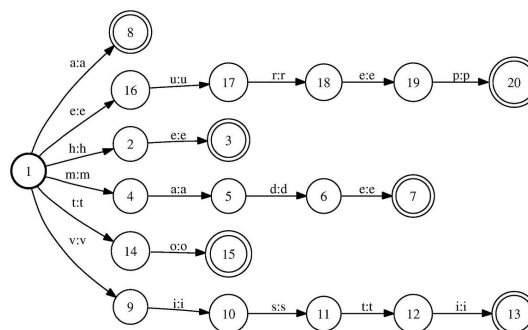 8
a:a
16 u:u 17 r:r 18 e:e 19 p:p 20
e:e
h:h 2 e:e 3
1 m:m 4 a:a 5 d:d 6 e:e 7
t:t
14 o:o 15
v:v
9 i:i 10 s:s 11 t:t 12 i:i 13